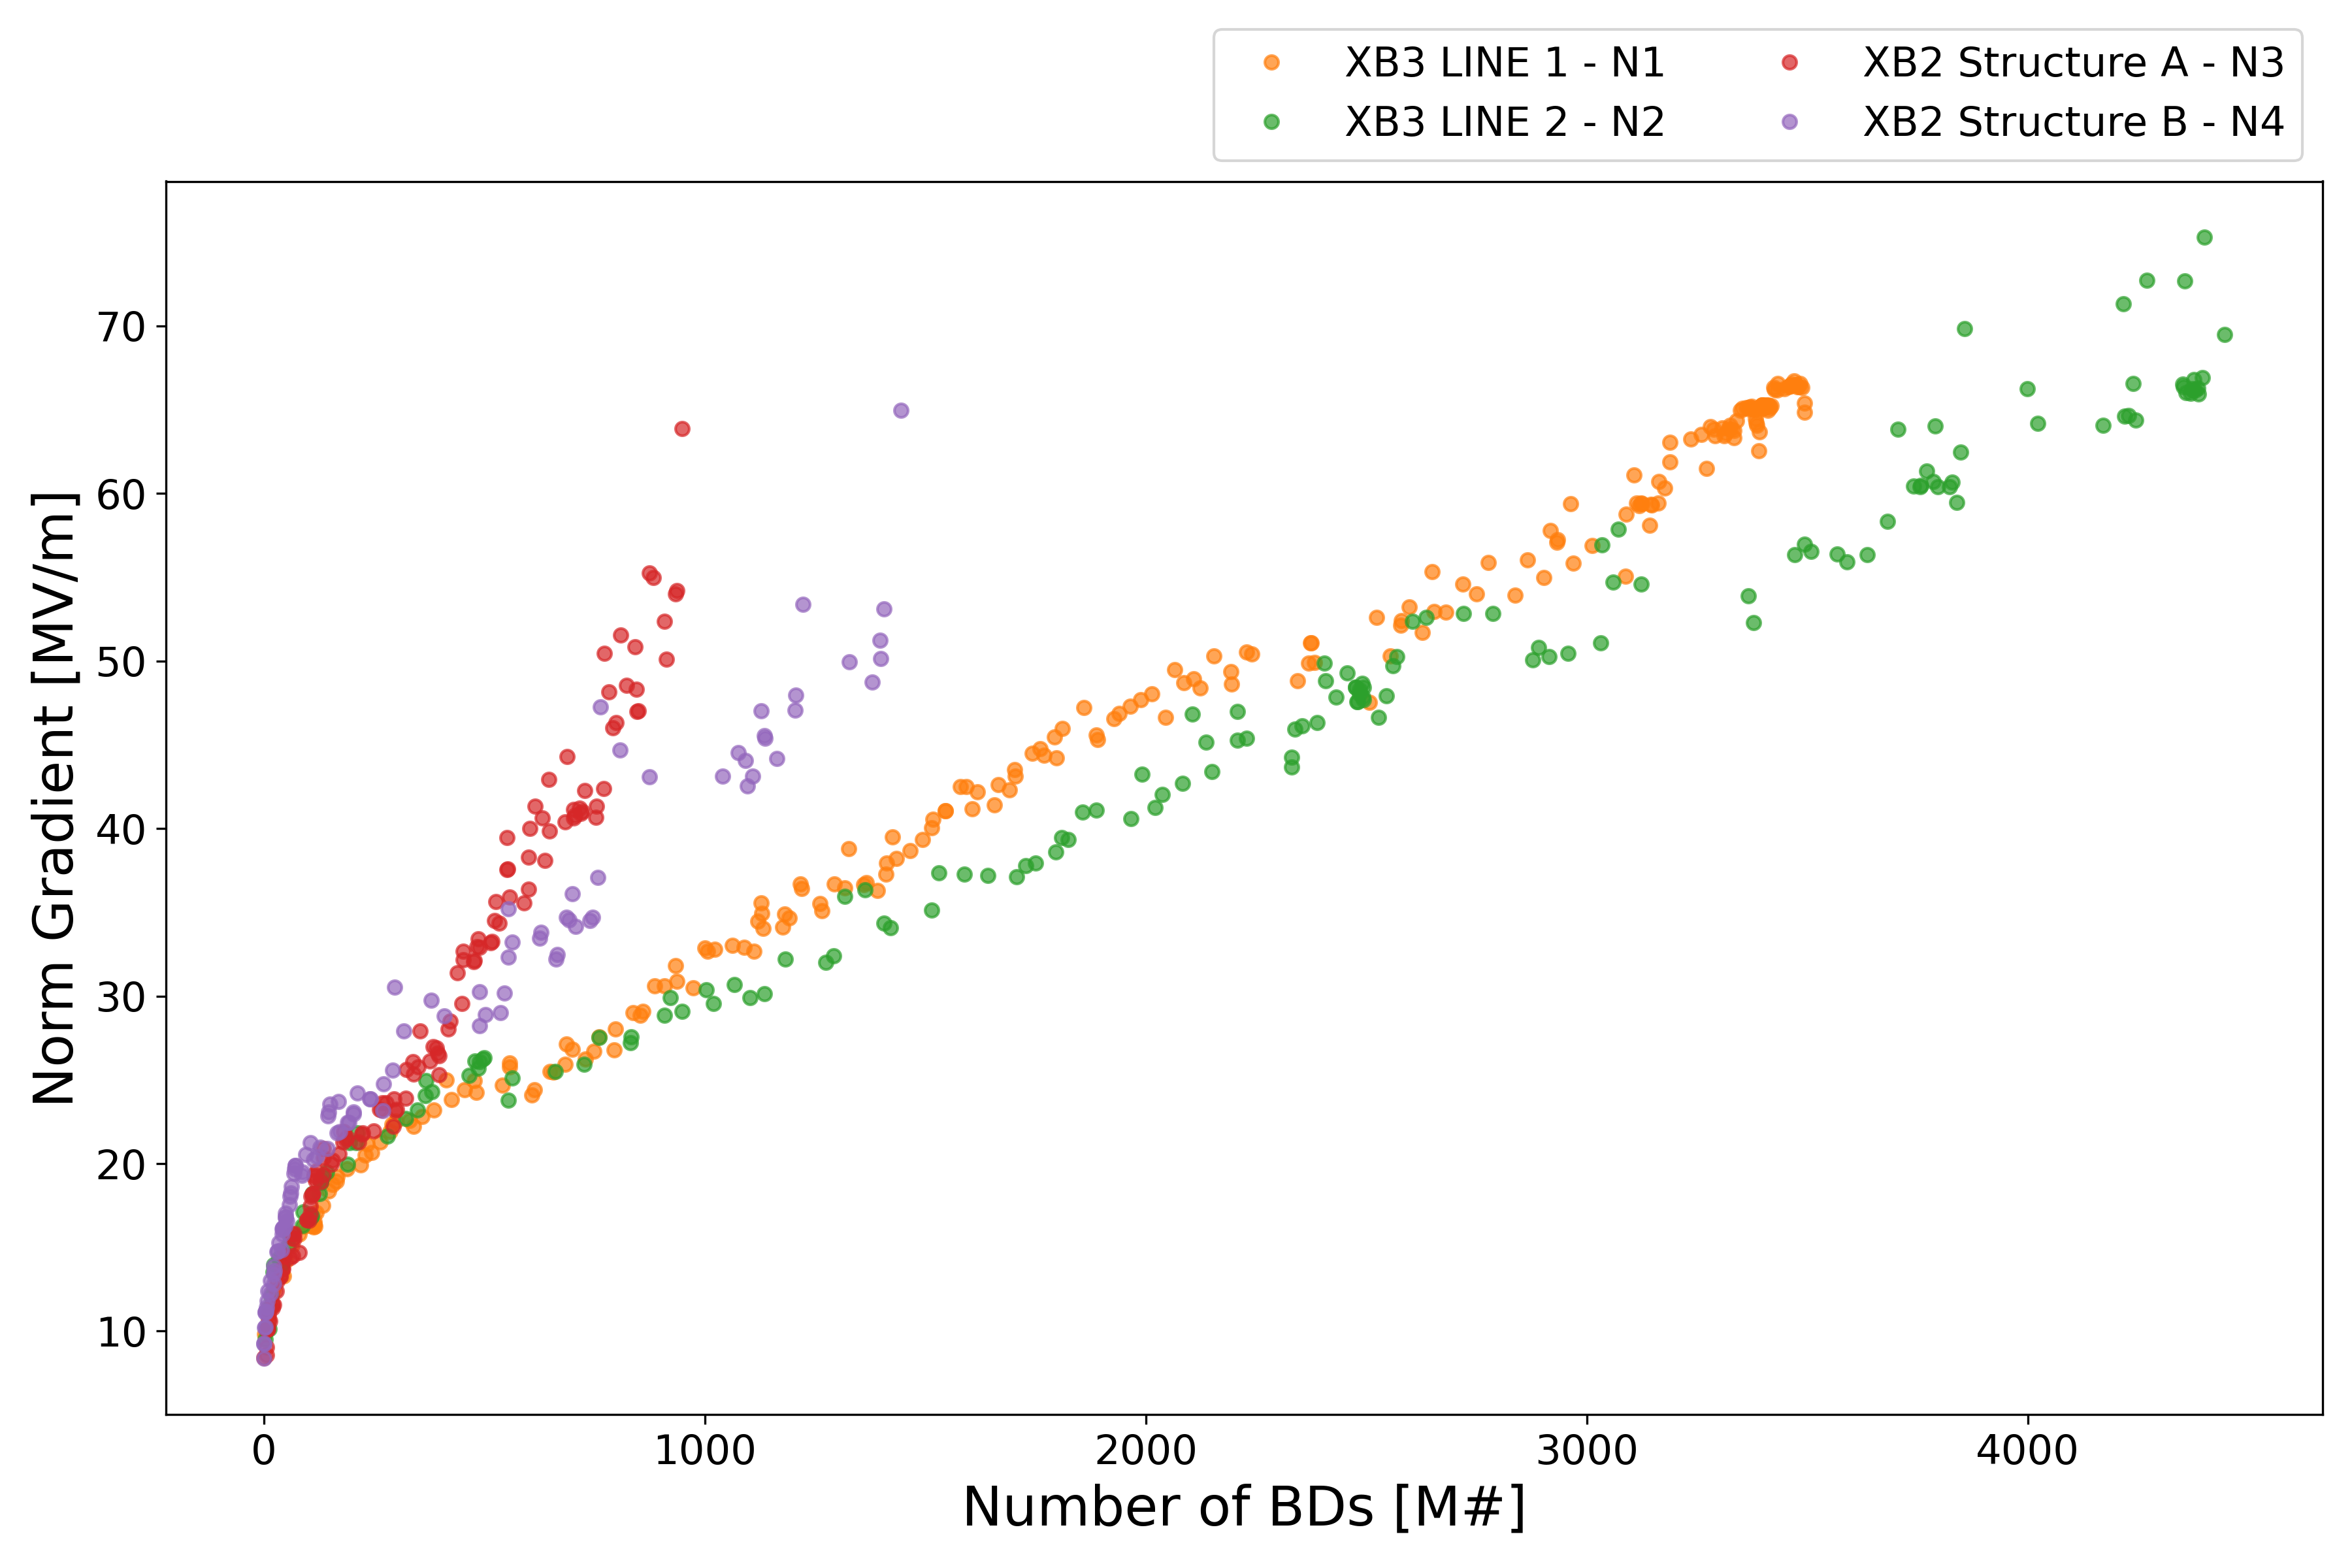 XB3 LINE 1 - N1
XB3 LINE 2 - N2
XB2 Structure A - N3
XB2 Structure B - N4
Norm Gradient [MV/m]
70
60
50
40
30
20
10
0 1000 2000 3000 4000
Number of BDs [M#]